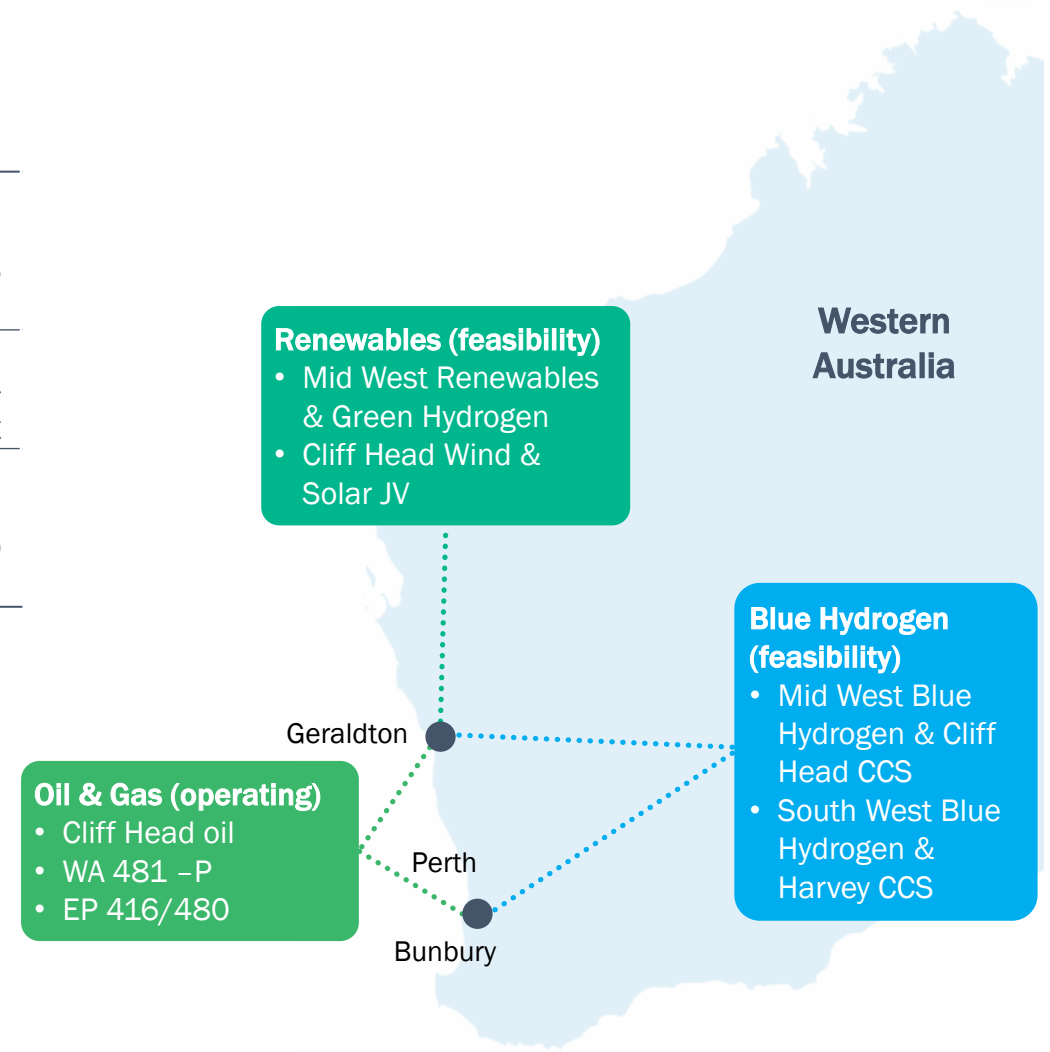 Western
Australia
Renewables (feasibility)
• Mid West Renewables
& Green Hydrogen
• Cliff Head Wind &
Solar JV
Blue Hydrogen
(feasibility)
• Mid West Blue
Hydrogen & Cliff
Head CCS
• South West Blue
Hydrogen &
Harvey CCS
Geraldton
Oil & Gas (operating)
• Cliff Head oil
• WA 481 –P
• EP 416/480
Perth
Bunbury